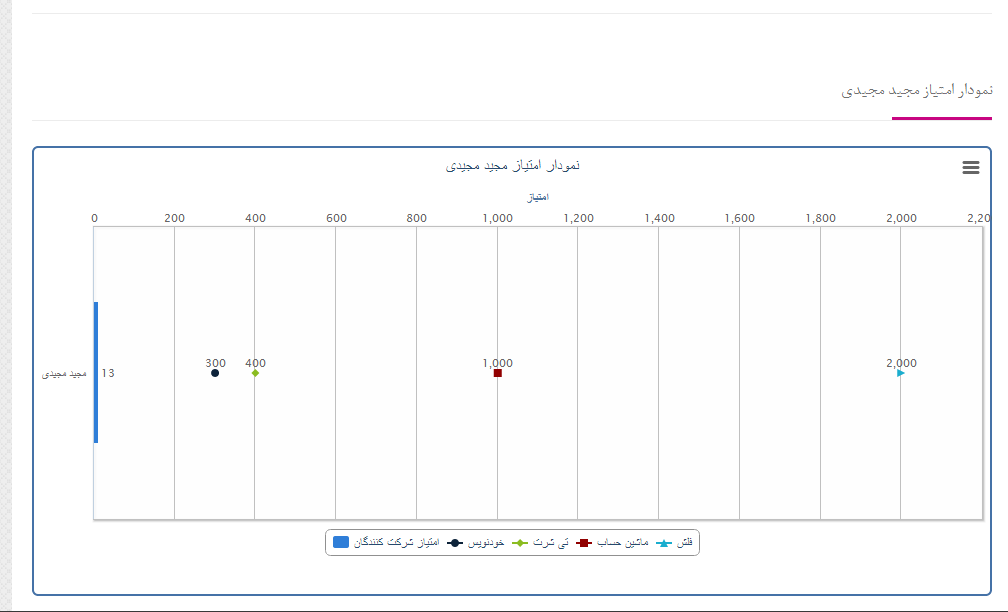 نمودار امتیاز مجید مجیدی
نمودار امتیاز مجید مجیدی
امتیاز
0 200 400 600 800 1,000 1,200 1,400 1,600 1,800 2,000 2,20
300 400 1,000 2,000
مجید مجیدی 13
امتیاز شرکت کنندگان خودنویس تی شرت ماشین حساب فلش